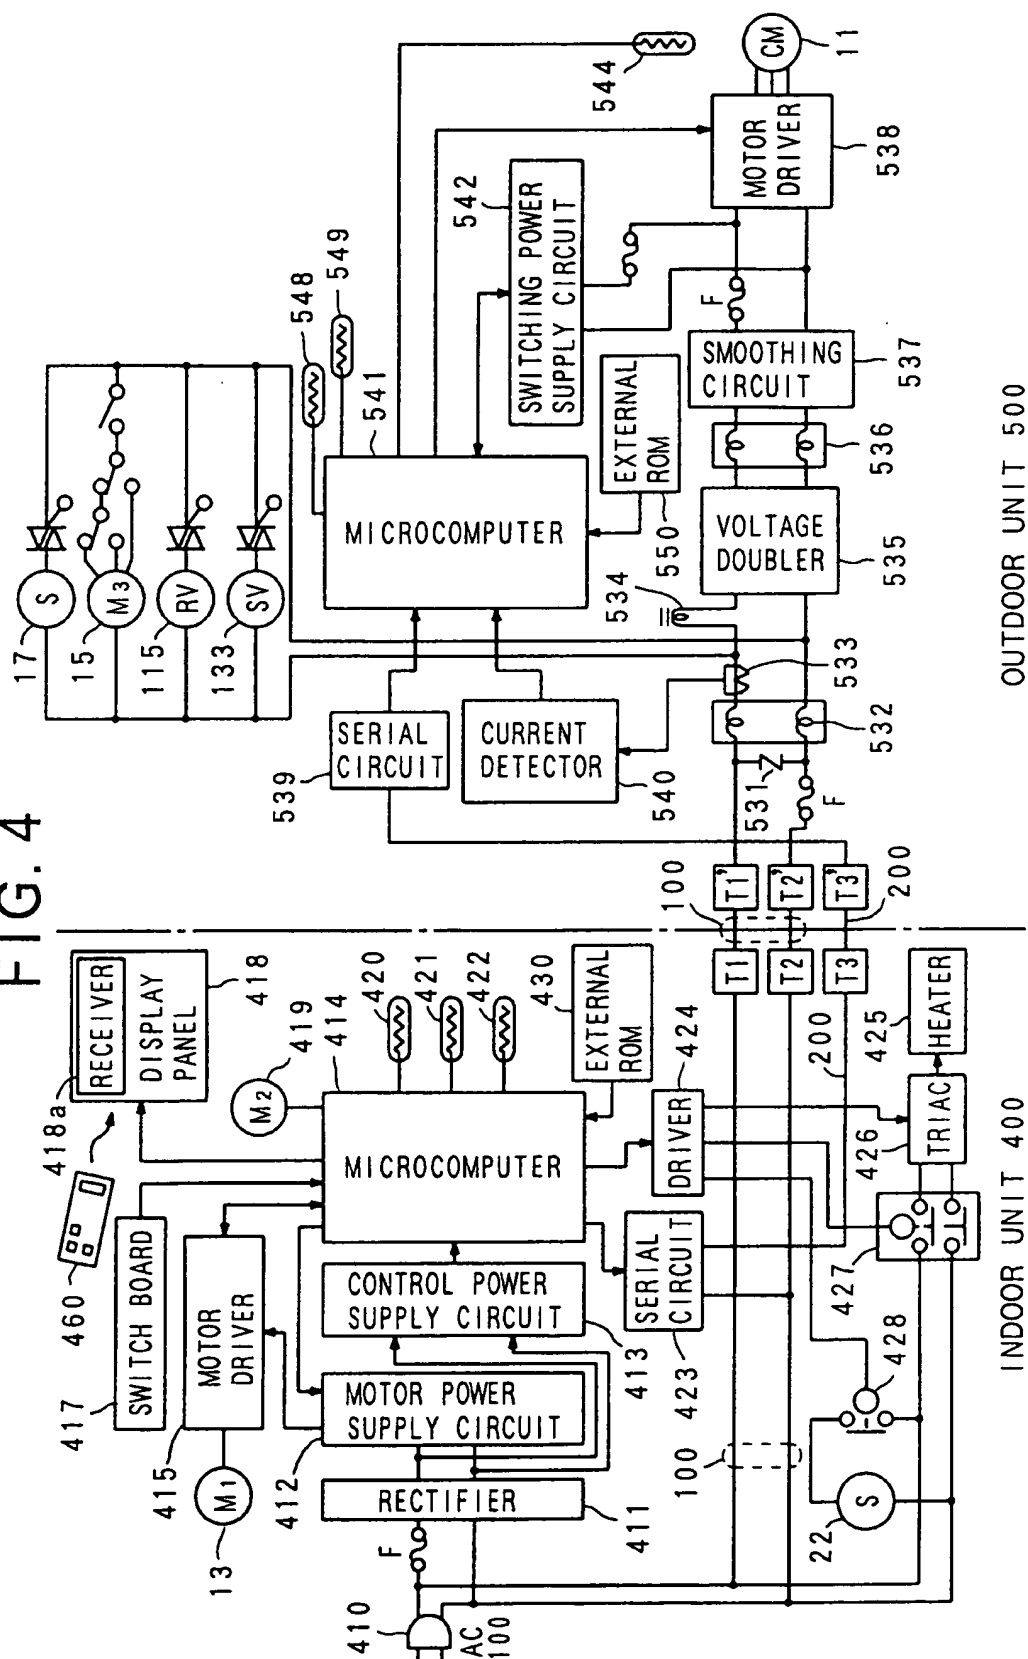 FIG. 4
418a
RECEIVER
DISPLAY
PANEL
418
460
SWITCH BOARD
417
MOTOR
DRIVER
415
M1
13
M2
419
MICROCOMPUTER
414
420
421
422
EXTERNAL
ROM
430
CONTROL POWER
SUPPLY CIRCUIT
413
MOTOR POWER
SUPPLY CIRCUIT
412
RECTIFIER
411
F
410
AC
100
SERIAL
CIRCUIT
423
DRIVER
424
TRIAC
426
HEATER
425
427
428
S
22
100
200
T1
T2
T3
INDOOR UNIT 400
100
200
T1'
T2'
T3'
S
17
M3
15
RV
115
SV
133
548
549
541
MICROCOMPUTER
544
SERIAL
CIRCUIT
539
CURRENT
DETECTOR
540
SWITCHING POWER
SUPPLY CIRCUIT
542
EXTERNAL
ROM
550
534
533
532
531
F
VOLTAGE
DOUBLER
535
536
SMOOTHING
CIRCUIT
537
F
MOTOR
DRIVER
538
CM
11
OUTDOOR UNIT 500